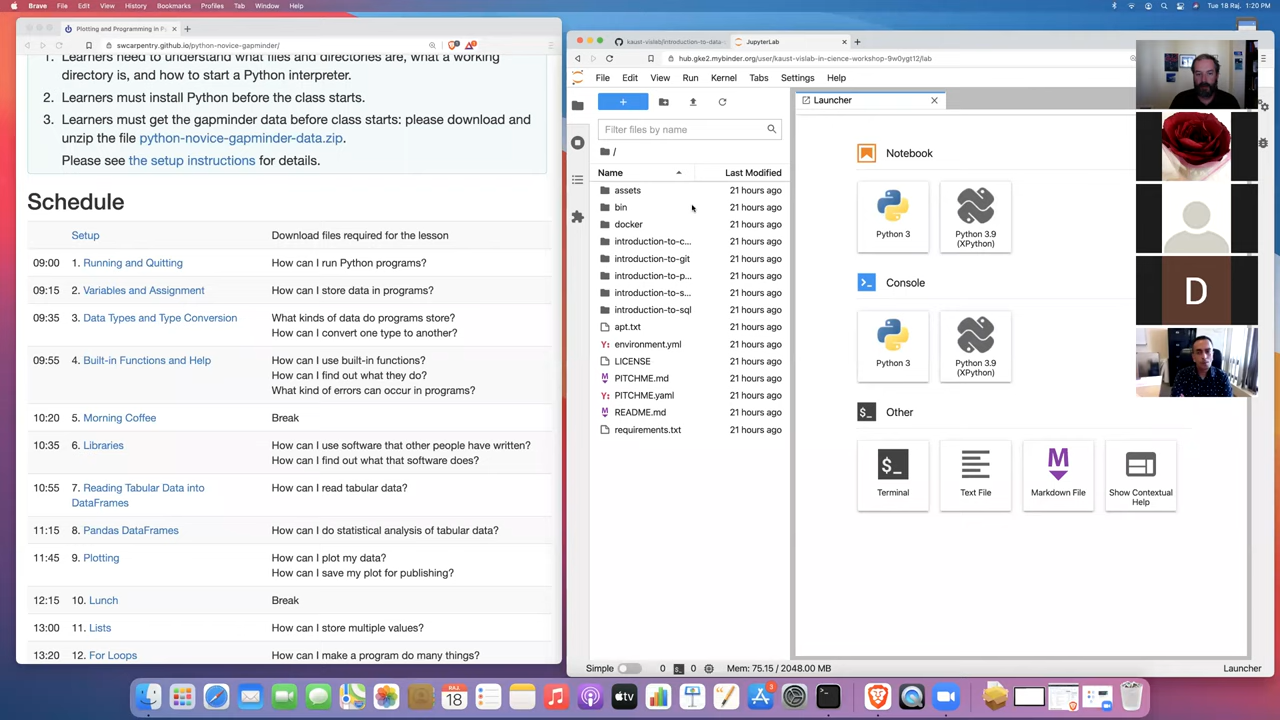 Brave File Edit View History Bookmarks Profiles Tab Window Help
Tue 18 Raj. 1:20 PM
Plotting and Programming in P
swcarpentry.github.io/python-novice-gapminder/
1. Learners need to understand what files and directories are, what a working
directory is, and how to start a Python interpreter.
2. Learners must install Python before the class starts.
3. Learners must get the gapminder data before class starts: please download and
unzip the file python-novice-gapminder-data.zip.
Please see the setup instructions for details.
Schedule
Setup Download files required for the lesson
09:00 1. Running and Quitting How can I run Python programs?
09:15 2. Variables and Assignment How can I store data in programs?
09:35 3. Data Types and Type Conversion What kinds of data do programs store?
How can I convert one type to another?
09:55 4. Built-in Functions and Help How can I use built-in functions?
How can I find out what they do?
What kind of errors can occur in programs?
10:20 5. Morning Coffee Break
10:35 6. Libraries How can I use software that other people have written?
How can I find out what that software does?
10:55 7. Reading Tabular Data into How can I read tabular data?
DataFrames
11:15 8. Pandas DataFrames How can I do statistical analysis of tabular data?
11:45 9. Plotting How can I plot my data?
How can I save my plot for publishing?
12:15 10. Lunch Break
13:00 11. Lists How can I store multiple values?
13:20 12. For Loops How can I make a program do many things?
kaust-vislab/introduction-to-data-
JupyterLab
hub.gke2.mybinder.org/user/kaust-vislab-in-cience-workshop-9w0ygt12/lab
File Edit View Run Kernel Tabs Settings Help
Filter files by name
/
Name Last Modified
assets 21 hours ago
bin 21 hours ago
docker 21 hours ago
introduction-to-c... 21 hours ago
introduction-to-git 21 hours ago
introduction-to-p... 21 hours ago
introduction-to-s... 21 hours ago
introduction-to-sql 21 hours ago
apt.txt 21 hours ago
environment.yml 21 hours ago
LICENSE 21 hours ago
PITCHME.md 21 hours ago
PITCHME.yaml 21 hours ago
README.md 21 hours ago
requirements.txt 21 hours ago
Launcher
Notebook
Python 3
Python 3.9
(XPython)
Console
Python 3
Python 3.9
(XPython)
$_ Other
$_
Terminal
Text File
M
Markdown File
Show Contextual
Help
D
Simple 0 0 Mem: 75.15 / 2048.00 MB
Launcher
RAJ.
18
tv
3